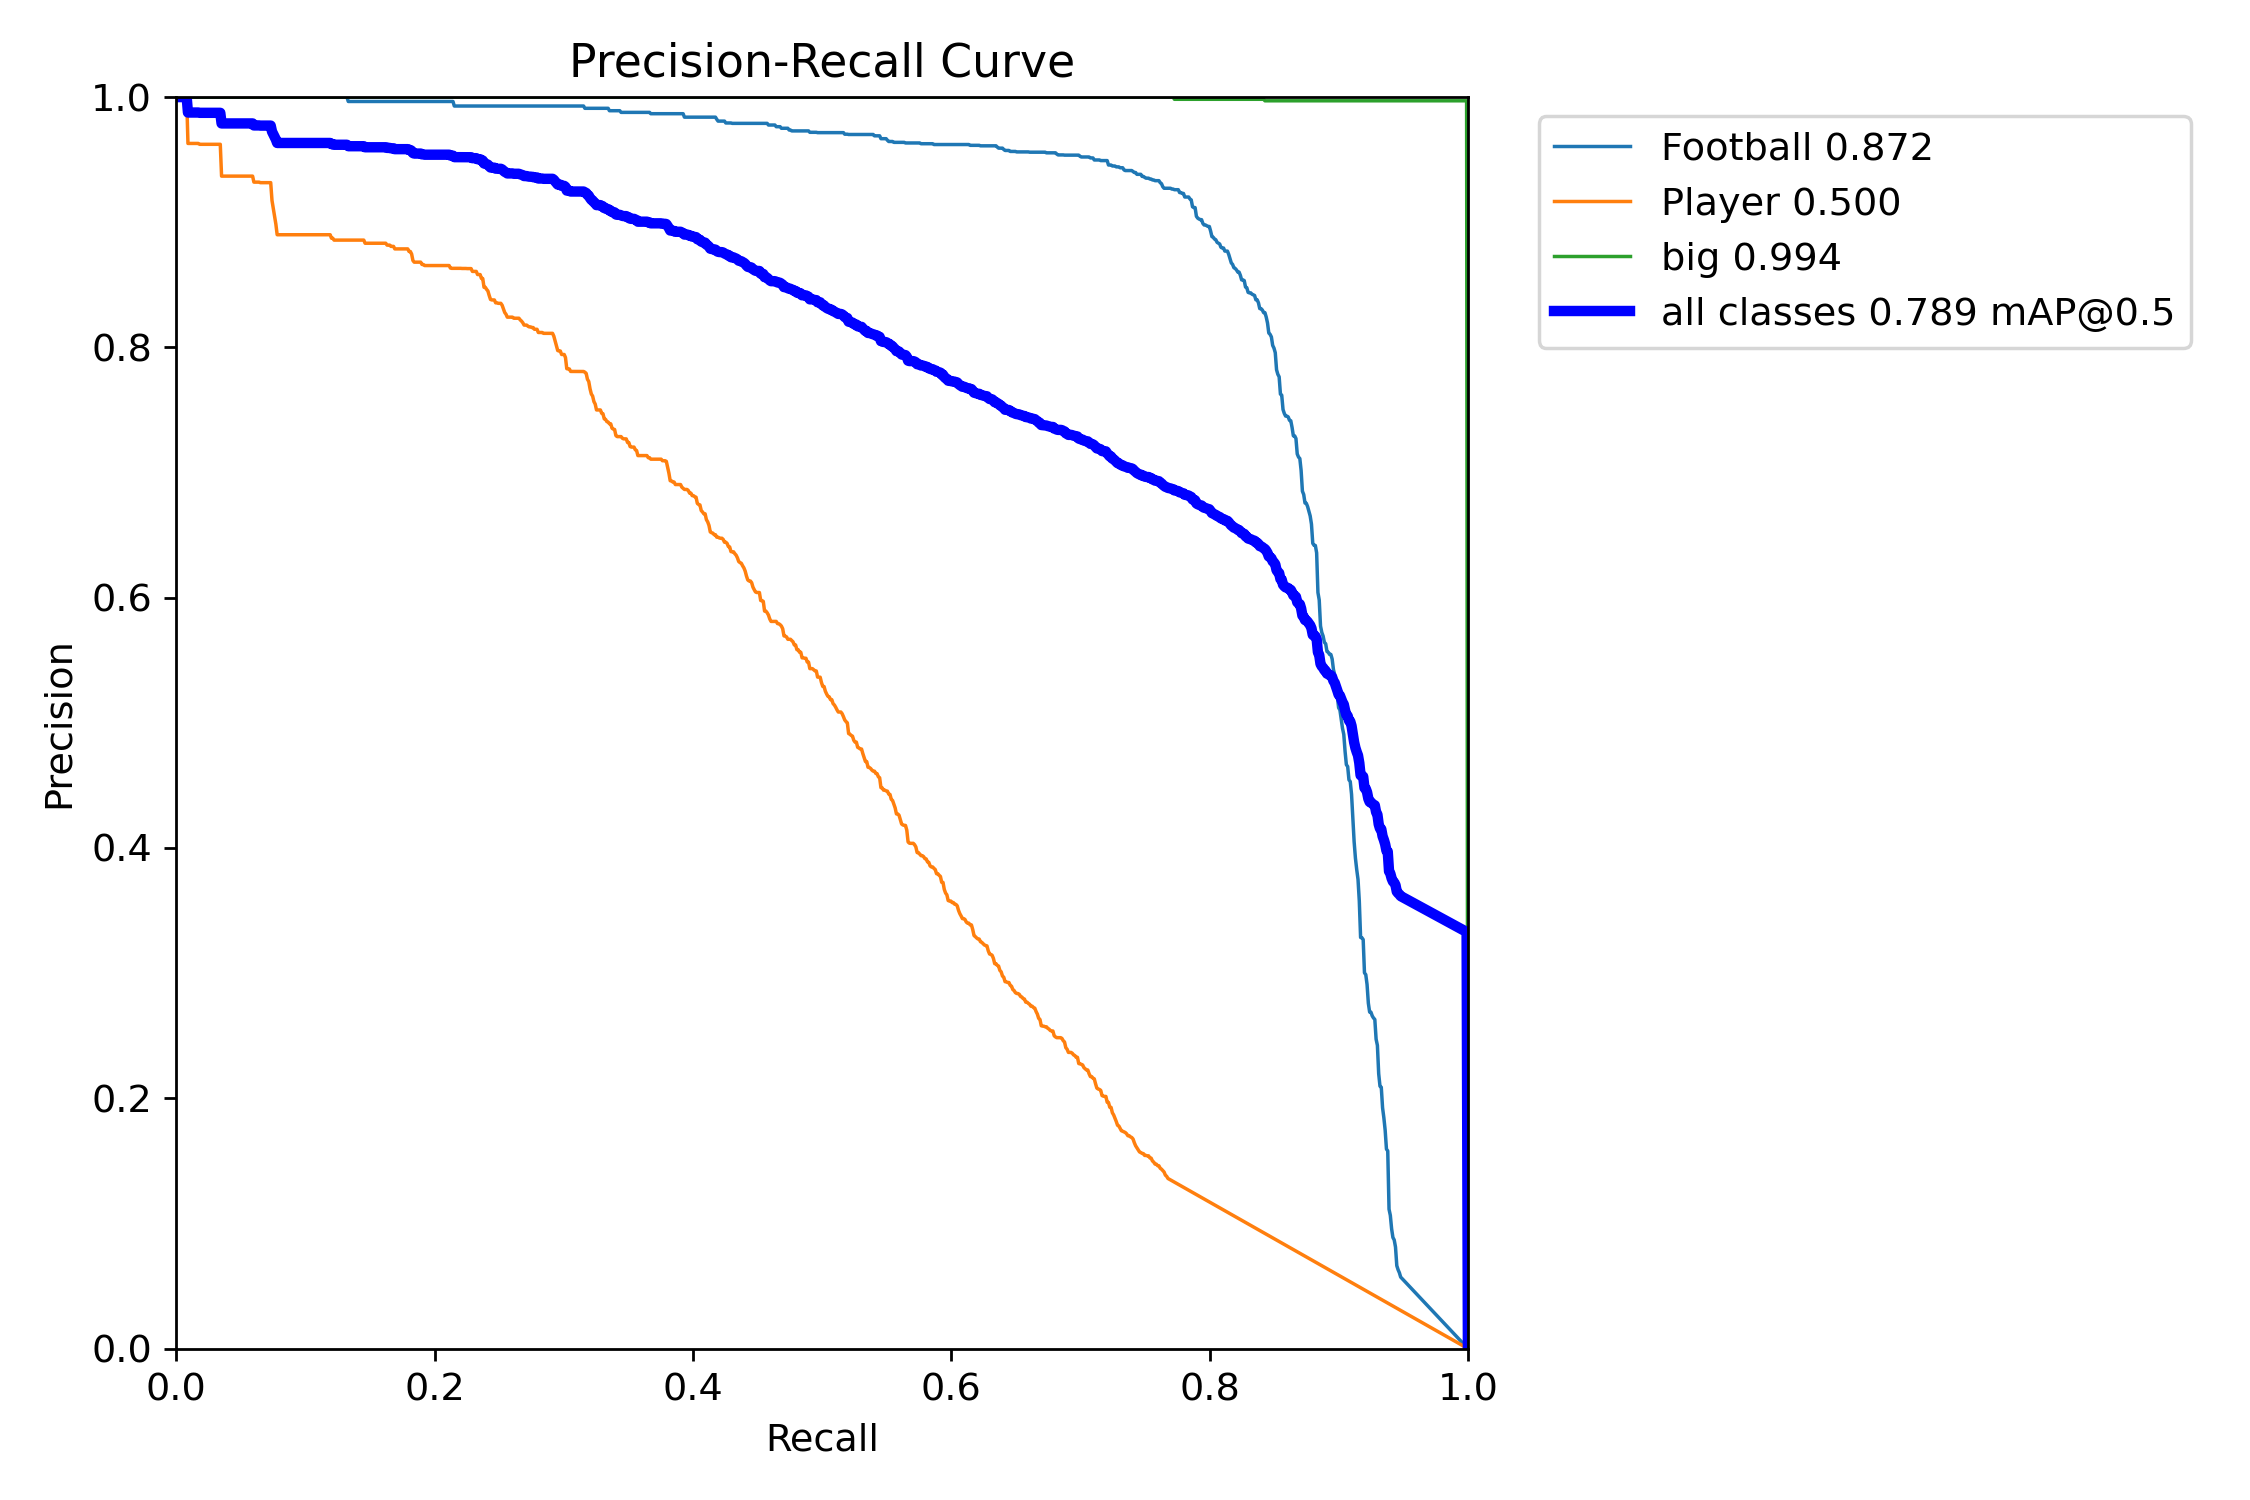 Precision-Recall Curve
1.0
0.8
0.6
0.4
0.2
0.0
Precision
0.0 0.2 0.4 0.6 0.8 1.0
Recall
Football 0.872
Player 0.500
big 0.994
all classes 0.789 mAP@0.5